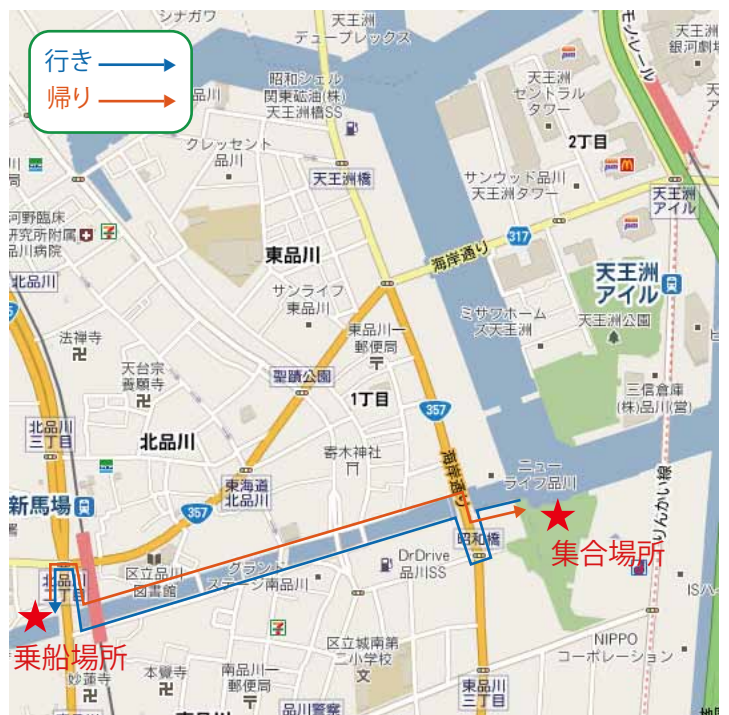 行き
帰り
シナガワ
天王洲
デュープレックス
天王洲
銀河劇場
モノレール
昭和シェル
関東砿油(株)
天王洲橋SS
品川
天王洲
セントラル
タワー
2丁目
クレッセント
品川
天王洲橋
サンウッド品川
天王洲タワー
天王洲
アイル
河野臨床
研究所附属
品川病院
東品川
海岸通り
317
北品川
サンライフ
東品川
天王洲
アイル
ミサワホーム
ズ天王洲
天王洲公園
法禅寺
東品川一
郵便局
天台宗
養願寺
聖蹟公園
1丁目
357
三信倉庫
(株)品川(営)
北品川
三丁目
北品川
寄木神社
海岸通り
ニュー
ライフ品川
りんかい線
新馬場
東海道
北品川
357
昭和橋
集合場所
北品川
二丁目
区立品川
図書館
グランド
ステージ南品川
DrDrive
品川SS
乗船場所
区立城南第
二小学校
NIPPO
コーポレーション
妙蓮寺
本覺寺
南品川一
郵便局
品川警察
東品川
三丁目